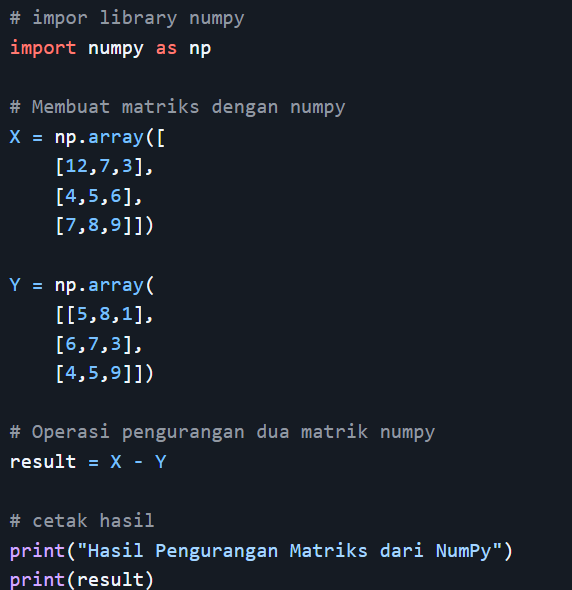 # impor library numpy
import numpy as np
# Membuat matriks dengan numpy
X = np.array([
    [12,7,3],
    [4,5,6],
    [7,8,9]])
Y = np.array(
    [[5,8,1],
    [6,7,3],
    [4,5,9]])
# Operasi pengurangan dua matrik numpy
result = X - Y
# cetak hasil
print("Hasil Pengurangan Matriks dari NumPy")
print(result)